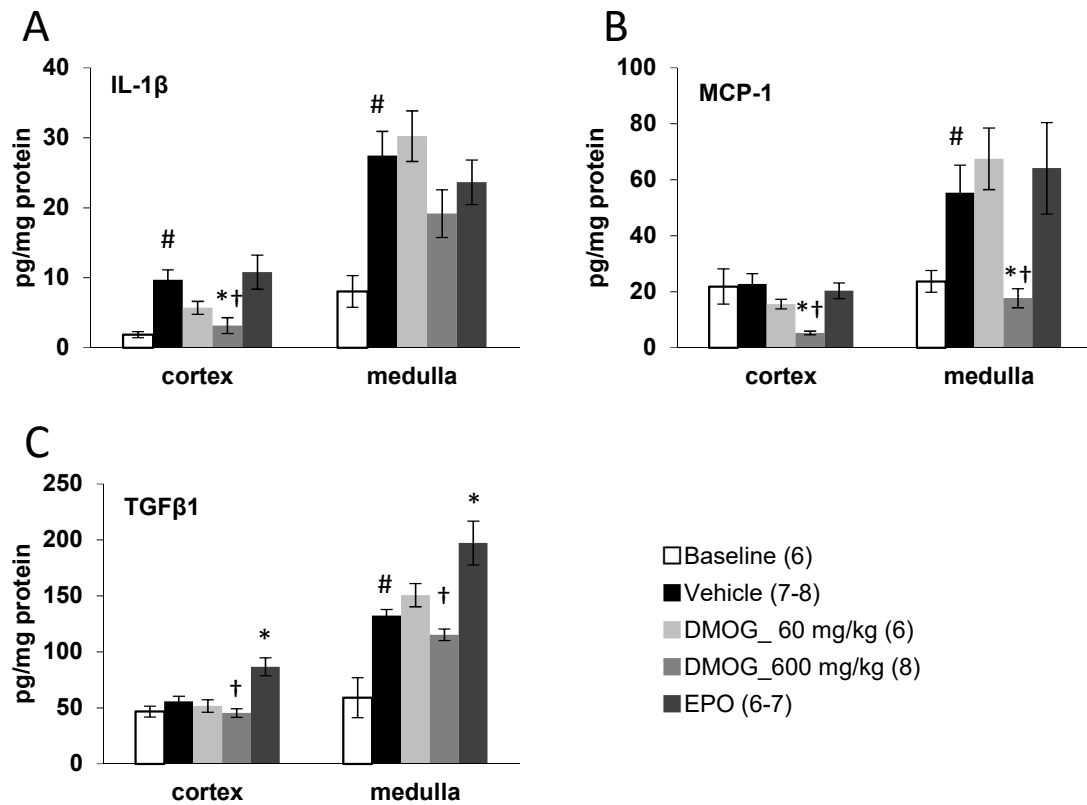 A
40
30
20
10
0
pg/mg protein
IL-1β
#
*†
#
cortex
medulla
B
100
80
60
40
20
0
pg/mg protein
MCP-1
*†
#
*†
cortex
medulla
C
250
200
150
100
50
0
pg/mg protein
TGFβ1
†
*
#
†
*
cortex
medulla
Baseline (6)
Vehicle (7-8)
DMOG_ 60 mg/kg (6)
DMOG_600 mg/kg (8)
EPO (6-7)